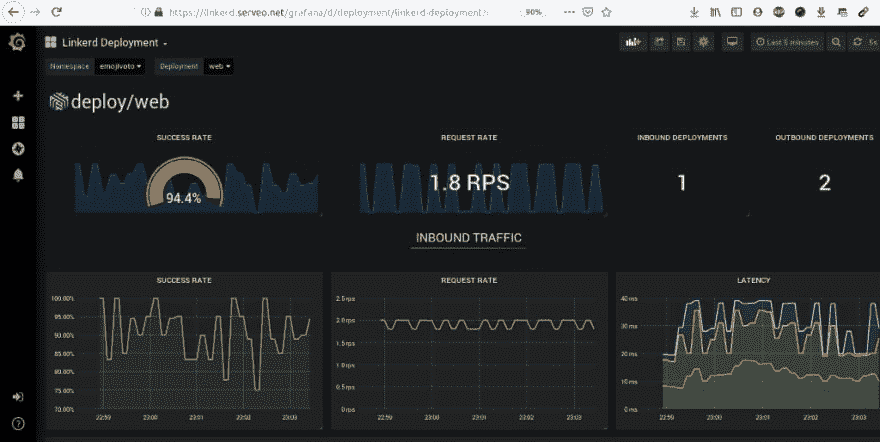 https://linkerd.serveo.net/grafana/d/deployment/linkerd-deployment
90%
Linkerd Deployment
Last 5 minutes
5s
Namespace emojivoto Deployment web
deploy/web
SUCCESS RATE
REQUEST RATE
INBOUND DEPLOYMENTS
OUTBOUND DEPLOYMENTS
94.4%
1.8 RPS
1
2
INBOUND TRAFFIC
SUCCESS RATE
100.00%
95.00%
90.00%
85.00%
80.00%
75.00%
70.00%
22:59 23:00 23:01 23:02 23:03
REQUEST RATE
2.5 rps
2.0 rps
1.5 rps
1.0 rps
0.5 rps
0 rps
22:59 23:00 23:01 23:02 23:03
LATENCY
40 ms
30 ms
20 ms
10 ms
0 ms
22:59 23:00 23:01 23:02 23:03